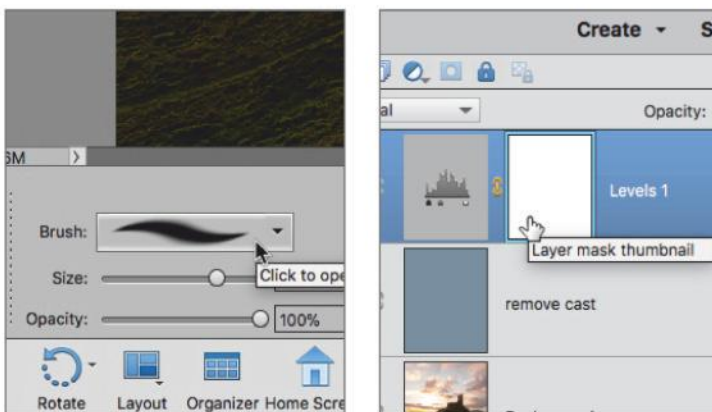 6M
Brush:
Size:
Click to ope
Opacity:
100%
Rotate
Layout
Organizer
Home Scre
Create
S
al
Opacity:
Levels 1
Layer mask thumbnail
remove cast